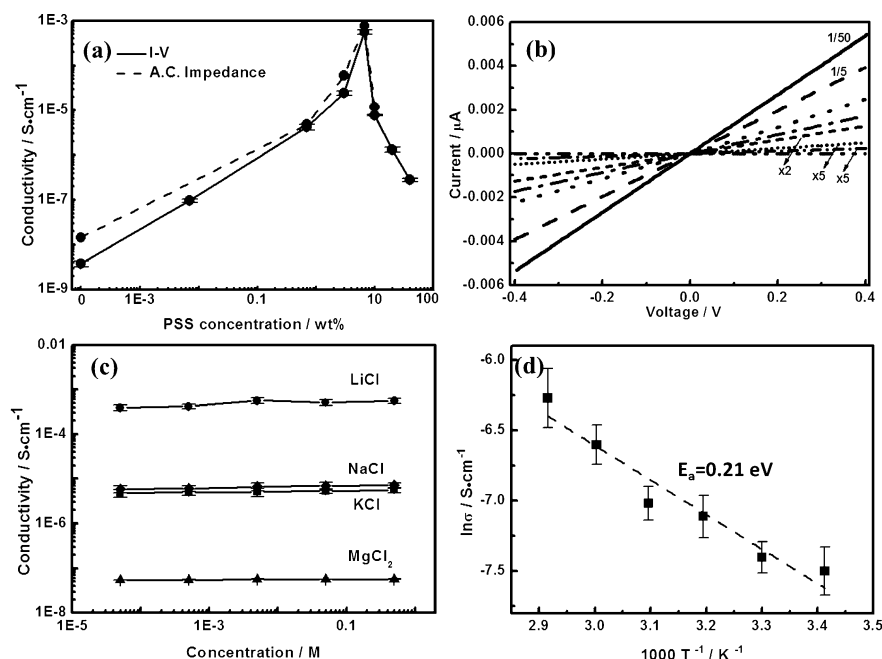 (a)
I-V
A.C. Impedance
Conductivity / S•cm⁻¹
1E-3
1E-5
1E-7
1E-9
0 1E-3 0.1 10 100
PSS concentration / wt%
(b)
Current / μA
0.006
0.004
0.002
0.000
-0.002
-0.004
-0.006
1/50
1/5
x2
x5
x5
-0.4 -0.2 0.0 0.2 0.4
Voltage / V
(c)
Conductivity / S•cm⁻¹
0.01
1E-4
1E-6
1E-8
LiCl
NaCl
KCl
MgCl₂
1E-5 1E-3 0.1
Concentration / M
(d)
lnσ / S•cm⁻¹
-6.0
-6.5
-7.0
-7.5
Eₐ=0.21 eV
2.9 3.0 3.1 3.2 3.3 3.4 3.5
1000 T⁻¹ / K⁻¹